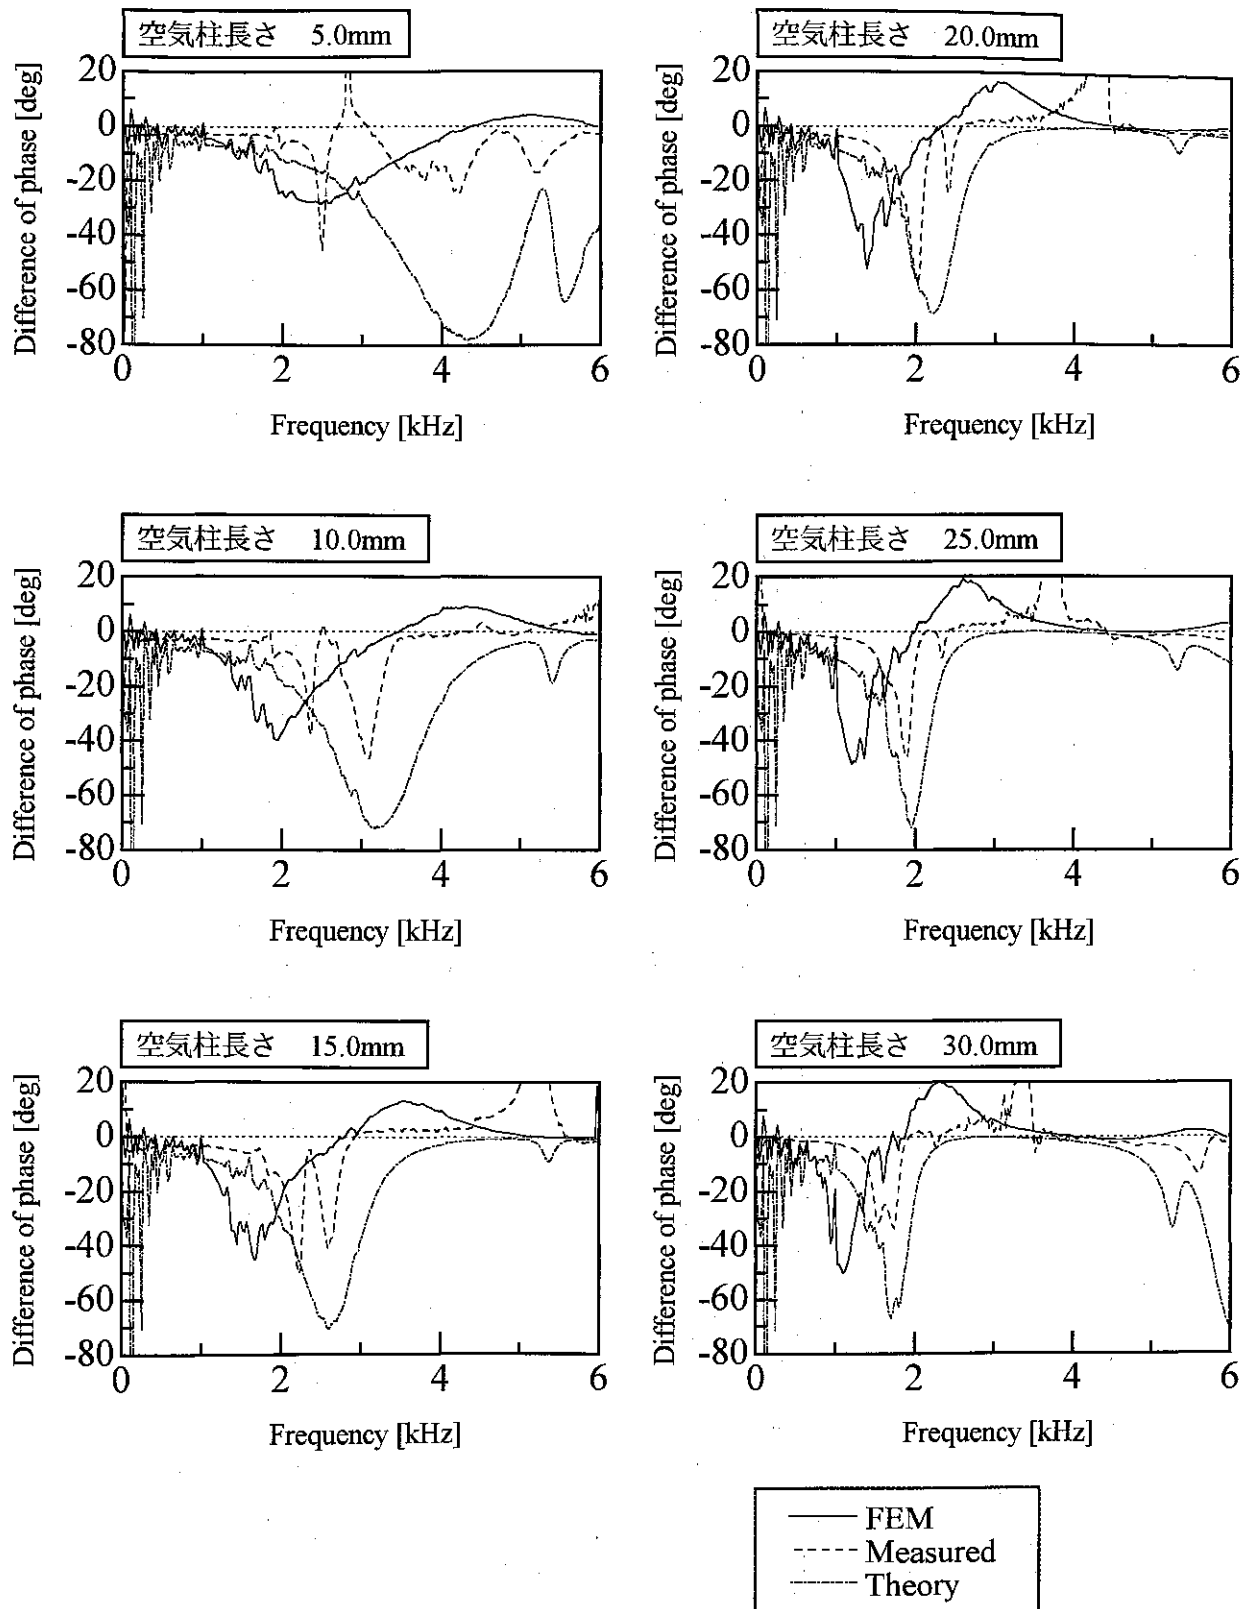 空気柱長さ 5.0mm
Difference of phase [deg]
20
0
-20
-40
-60
-80
0 2 4 6
Frequency [kHz]
空気柱長さ 20.0mm
Difference of phase [deg]
20
0
-20
-40
-60
-80
0 2 4 6
Frequency [kHz]
空気柱長さ 10.0mm
Difference of phase [deg]
20
0
-20
-40
-60
-80
0 2 4 6
Frequency [kHz]
空気柱長さ 25.0mm
Difference of phase [deg]
20
0
-20
-40
-60
-80
0 2 4 6
Frequency [kHz]
空気柱長さ 15.0mm
Difference of phase [deg]
20
0
-20
-40
-60
-80
0 2 4 6
Frequency [kHz]
空気柱長さ 30.0mm
Difference of phase [deg]
20
0
-20
-40
-60
-80
0 2 4 6
Frequency [kHz]
FEM
Measured
Theory